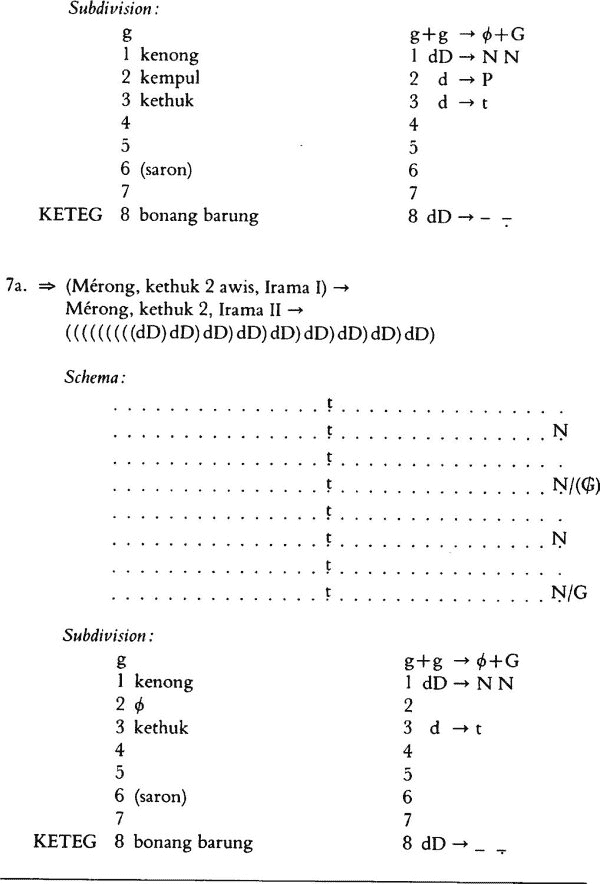 Subdivision:
g g+g → ϕ+G
1 kenong 1 dD → N N
2 kempul 2 d → P
3 kethuk 3 d → t
4 4
5 5
6 (saron) 6
7 7
KETEG 8 bonang barung 8 dD → – –̣
7a. ⇒ (Mérong, kethuk 2 awis, Irama I) →
Mérong, kethuk 2, Irama II →
(((((((((dD) dD) dD) dD) dD) dD) dD) dD) dD)
Schema:
. . . . . . . . . . . . . . . ṭ . . . . . . . . . . . . . . . .
. . . . . . . . . . . . . . . ṭ . . . . . . . . . . . . . . . Ṇ
. . . . . . . . . . . . . . . ṭ . . . . . . . . . . . . . . . .
. . . . . . . . . . . . . . . ṭ . . . . . . . . . . . . . . . Ṇ/(₲)
. . . . . . . . . . . . . . . ṭ . . . . . . . . . . . . . . . .
. . . . . . . . . . . . . . . ṭ . . . . . . . . . . . . . . . Ṇ
. . . . . . . . . . . . . . . ṭ . . . . . . . . . . . . . . . .
. . . . . . . . . . . . . . . ṭ . . . . . . . . . . . . . . . Ṇ/G
Subdivision:
g g+g → ϕ+G
1 kenong 1 dD → N N
2 ϕ 2
3 kethuk 3 d → t
4 4
5 5
6 (saron) 6
7 7
KETEG 8 bonang barung 8 dD → – –̣